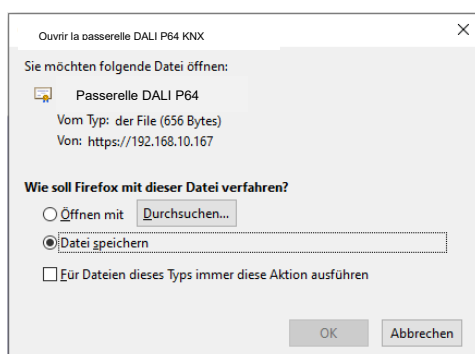 Ouvrir la passerelle DALI P64 KNX
Sie möchten folgende Datei öffnen:
Passerelle DALI P64
Vom Typ: der File (656 Bytes)
Von: https://192.168.10.167
Wie soll Firefox mit dieser Datei verfahren?
Öffnen mit Durchsuchen...
Datei speichern
Für Dateien dieses Typs immer diese Aktion ausführen
OK Abbrechen